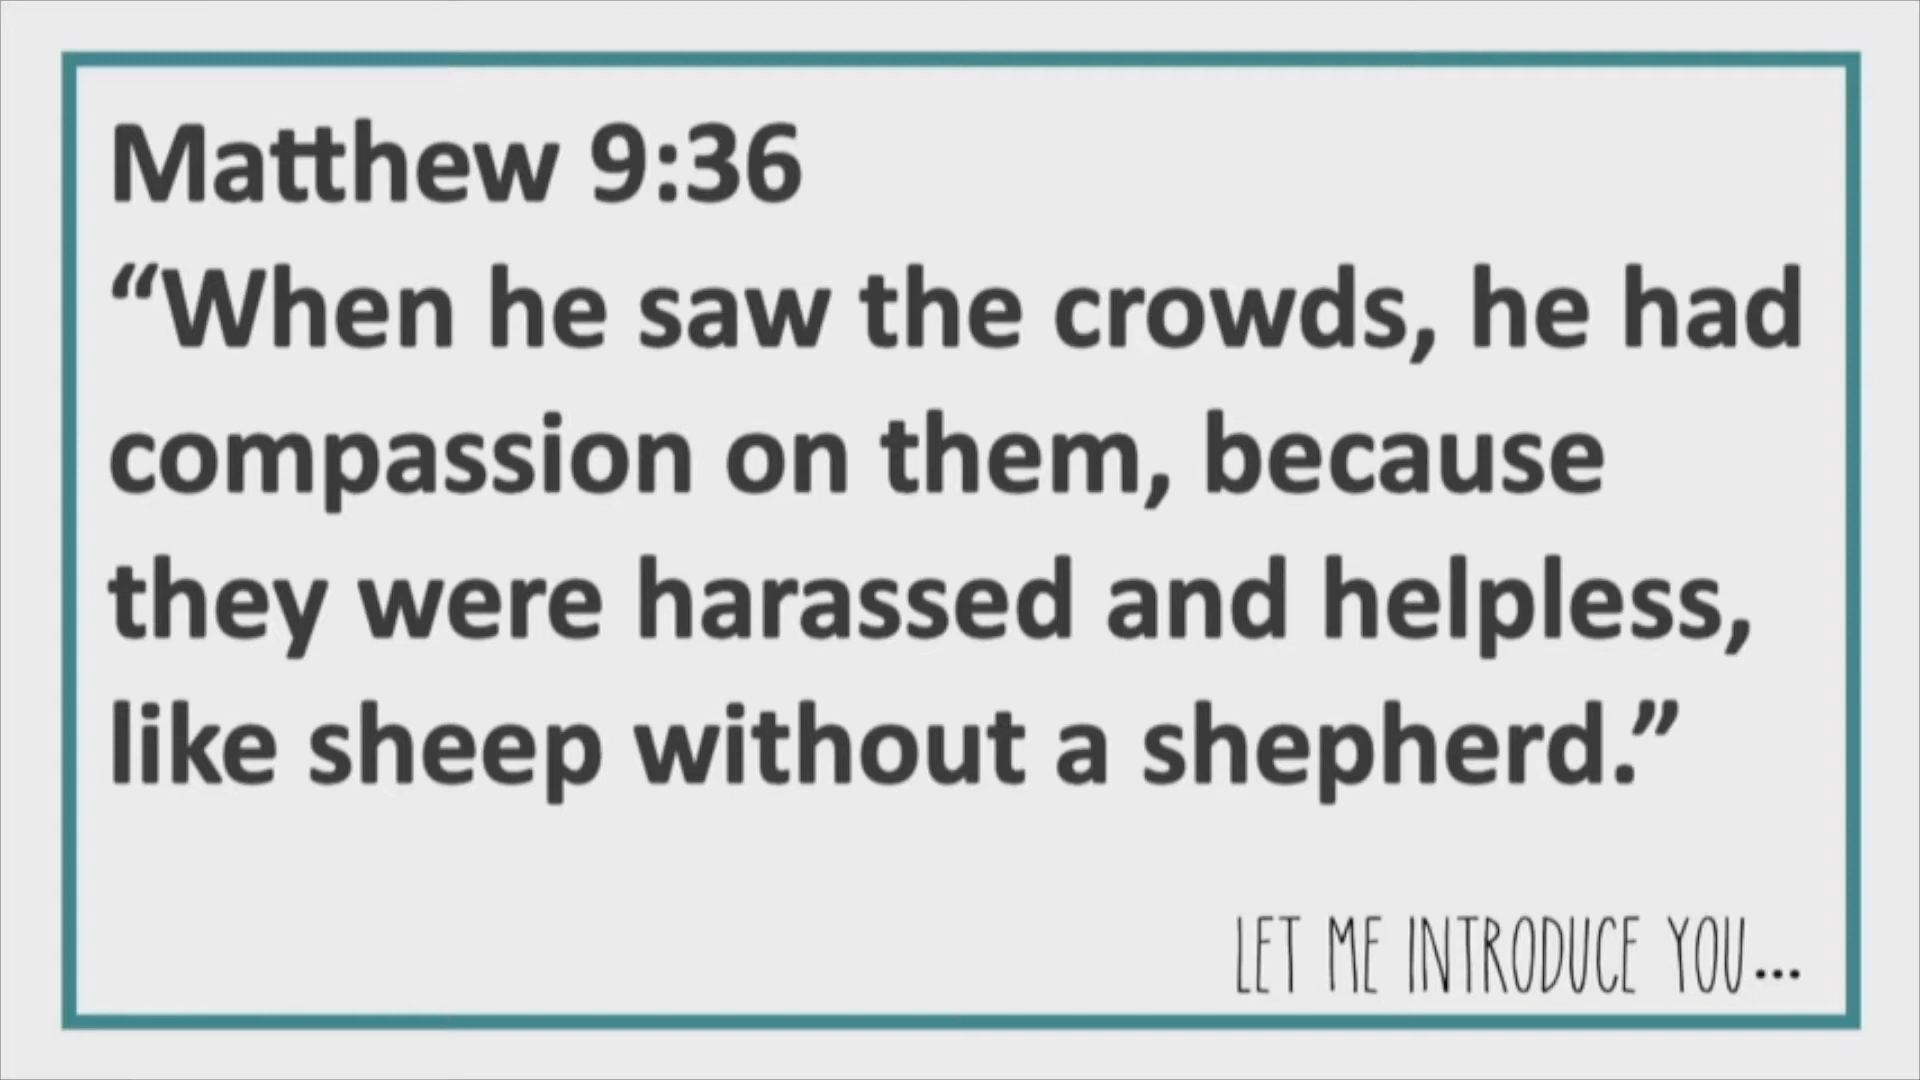 Matthew 9:36
“When he saw the crowds, he had
compassion on them, because
they were harassed and helpless,
like sheep without a shepherd.”
LET ME INTRODUCE YOU...